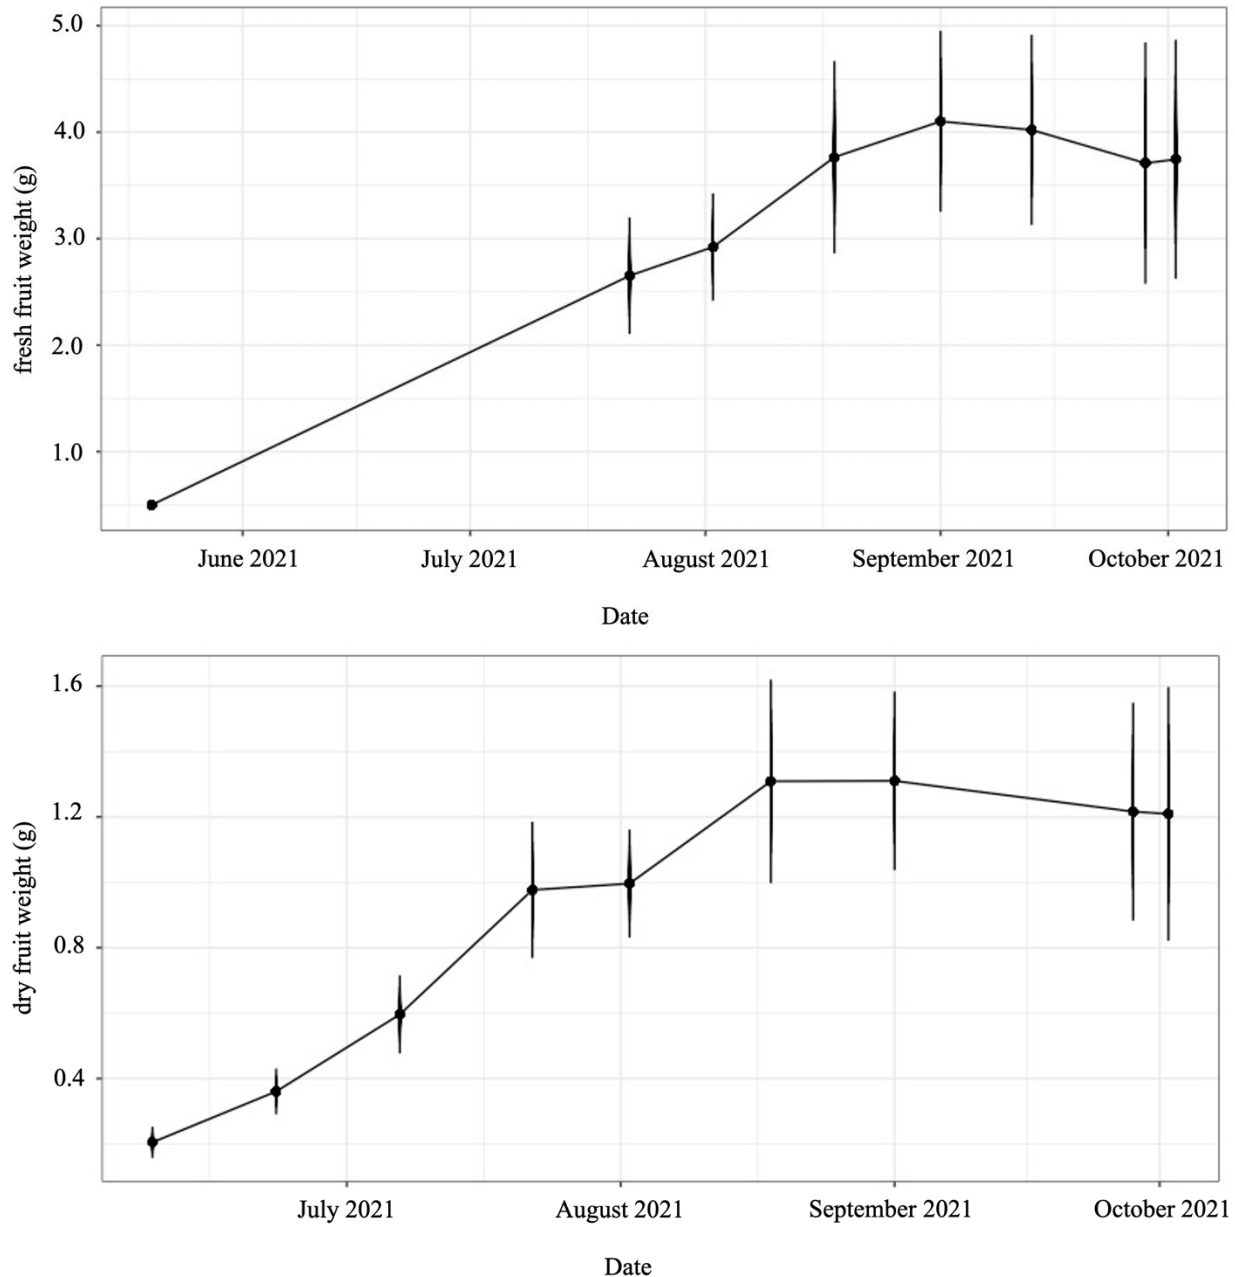 fresh fruit weight (g)
5.0
4.0
3.0
2.0
1.0
June 2021 July 2021 August 2021 September 2021 October 2021
Date
dry fruit weight (g)
1.6
1.2
0.8
0.4
July 2021 August 2021 September 2021 October 2021
Date